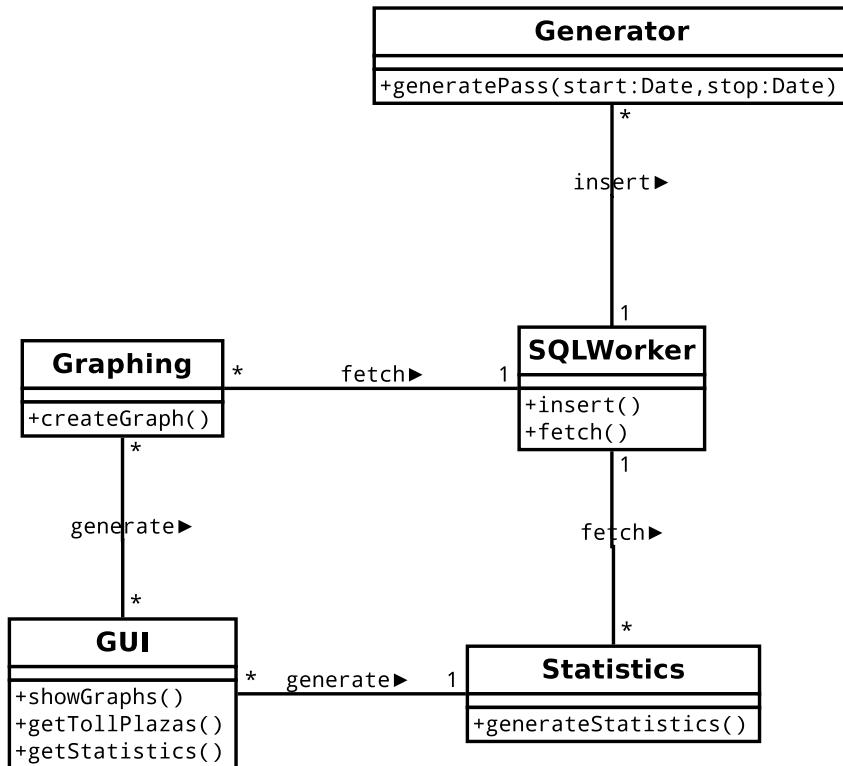 Generator
+generatePass(start:Date,stop:Date)
*
insert►
1
Graphing
+createGraph()
*
fetch►
1
SQLWorker
+insert()
+fetch()
*
generate►
*
1
fetch►
*
GUI
+showGraphs()
+getTollPlazas()
+getStatistics()
*
generate►
1
Statistics
+generateStatistics()